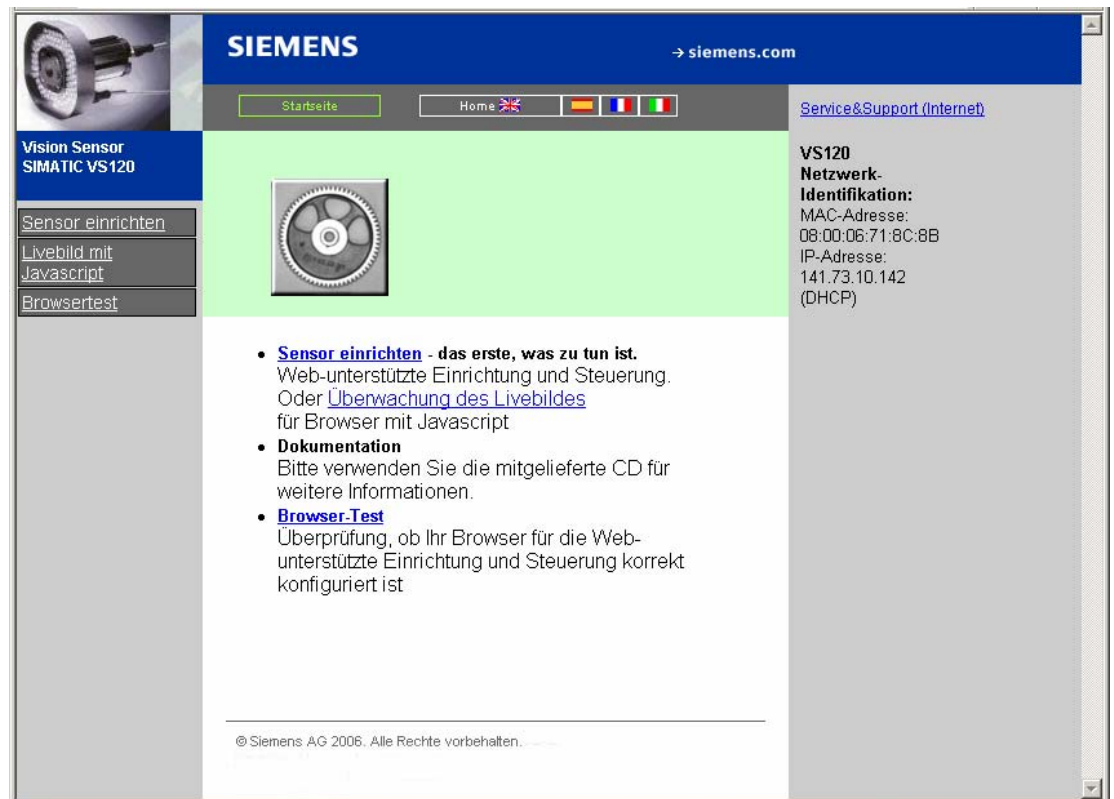 SIEMENS
→ siemens.com
Startseite
Home
Service&Support (Internet)
Vision Sensor
SIMATIC VS120
Sensor einrichten
Livebild mit
Javascript
Browsertest
VS120
Netzwerk-
Identifikation:
MAC-Adresse:
08:00:06:71:8C:8B
IP-Adresse:
141.73.10.142
(DHCP)
• Sensor einrichten - das erste, was zu tun ist.
Web-unterstützte Einrichtung und Steuerung.
Oder Überwachung des Livebildes
für Browser mit Javascript
• Dokumentation
Bitte verwenden Sie die mitgelieferte CD für
weitere Informationen.
• Browser-Test
Überprüfung, ob Ihr Browser für die Web-
unterstützte Einrichtung und Steuerung korrekt
konfiguriert ist
© Siemens AG 2006. Alle Rechte vorbehalten.